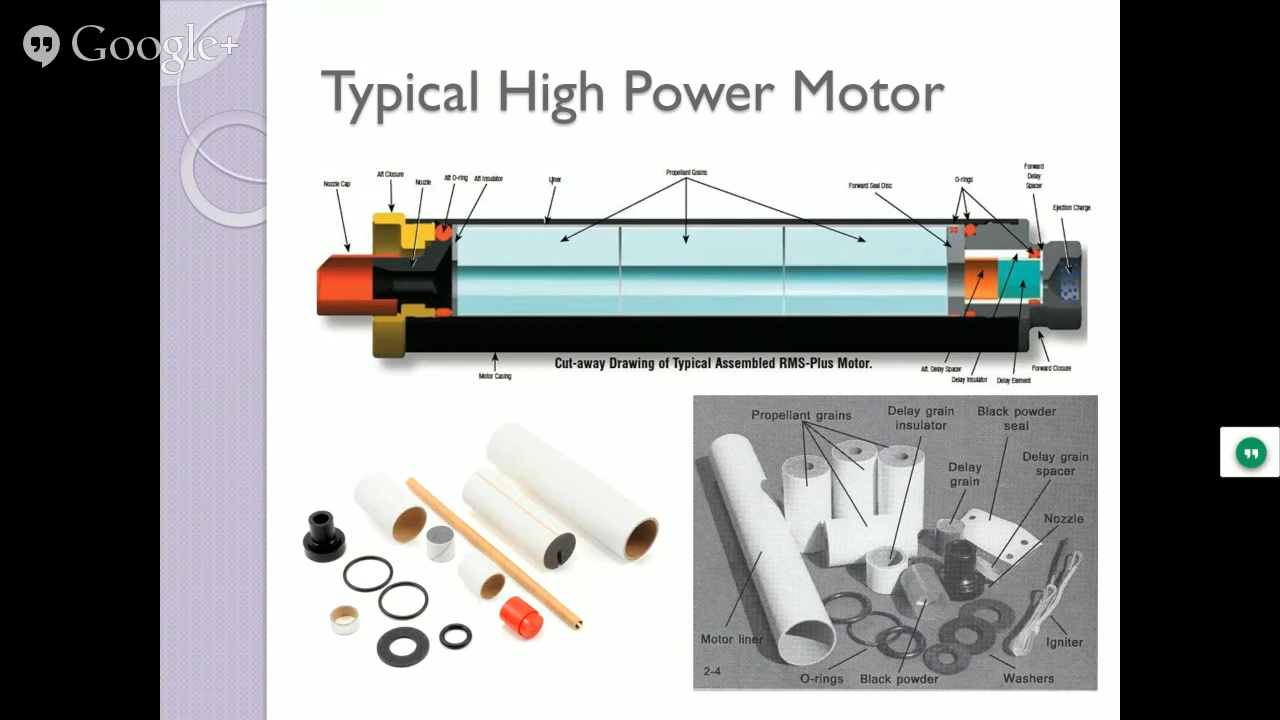 Google+
Typical High Power Motor
Nozzle Cap
Aft Closure
Nozzle
Aft O-ring
Aft Insulator
Liner
Propellant Grains
Forward Seal Disc
O-rings
Forward
Delay
Spacer
Ejection Charge
Cut-away Drawing of Typical Assembled RMS-Plus Motor.
Motor Casing
Aft. Delay Spacer
Delay Insulator
Delay Element
Forward Closure
Propellant grains
Delay grain
insulator
Black powder
seal
Delay
grain
Delay grain
spacer
Nozzle
Motor liner
Igniter
2-4
O-rings
Black powder
Washers